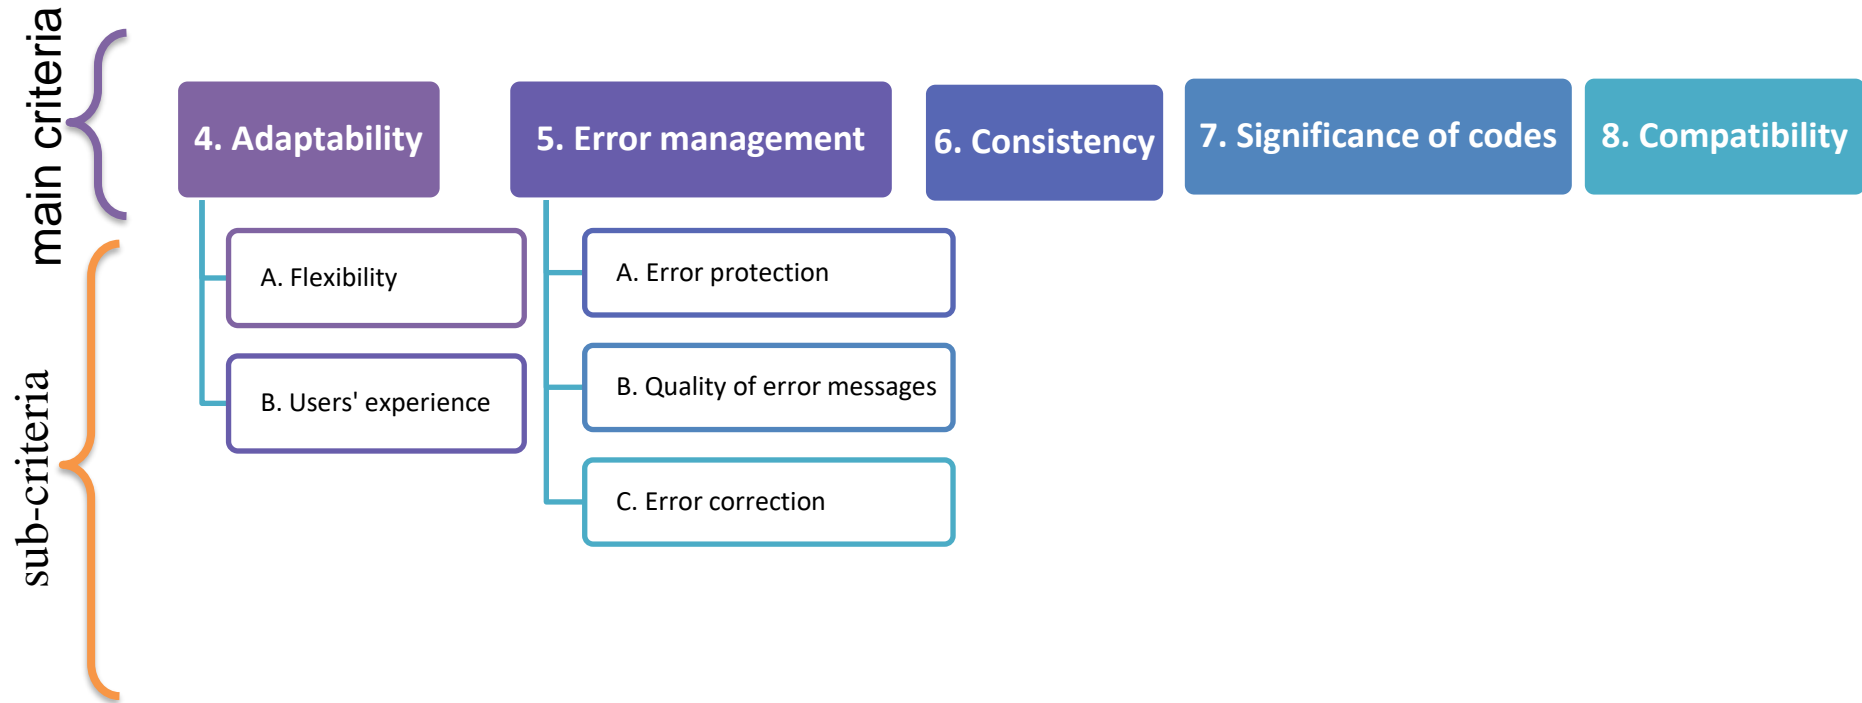 main criteria
4. Adaptability
5. Error management
6. Consistency
7. Significance of codes
8. Compatibility
sub-criteria
A. Flexibility
B. Users' experience
A. Error protection
B. Quality of error messages
C. Error correction